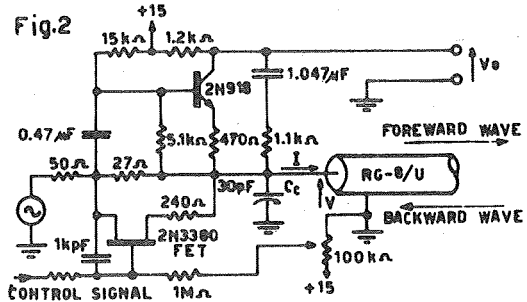 Fig.2
+15
15kΩ
1.2kΩ
2N918
1.047μF
Ve
0.47μF
5.1kΩ
470Ω
1.1kΩ
FOREWARD WAVE
50Ω
27Ω
I
30pF
Cc
V
RG-8/U
240Ω
BACKWARD WAVE
2N3380
FET
1kpF
100kΩ
CONTROL SIGNAL
1MΩ
+15